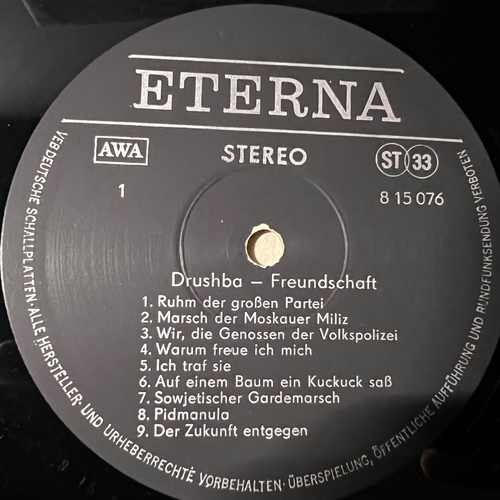 ETERNA
AWA
STEREO
ST 33
1
8 15 076
Drushba – Freundschaft
1. Ruhm der großen Partei
2. Marsch der Moskauer Miliz
3. Wir, die Genossen der Volkspolizei
4. Warum freue ich mich
5. Ich traf sie
6. Auf einem Baum ein Kuckuck saß
7. Sowjetischer Gardemarsch
8. Pidmanula
9. Der Zukunft entgegen
VEB DEUTSCHE SCHALLPLATTEN · ALLE HERSTELLER- UND URHEBERRECHTE VORBEHALTEN · ÜBERSPIELUNG, ÖFFENTLICHE AUFFÜHRUNG UND RUNDFUNKSENDUNG VERBOTEN